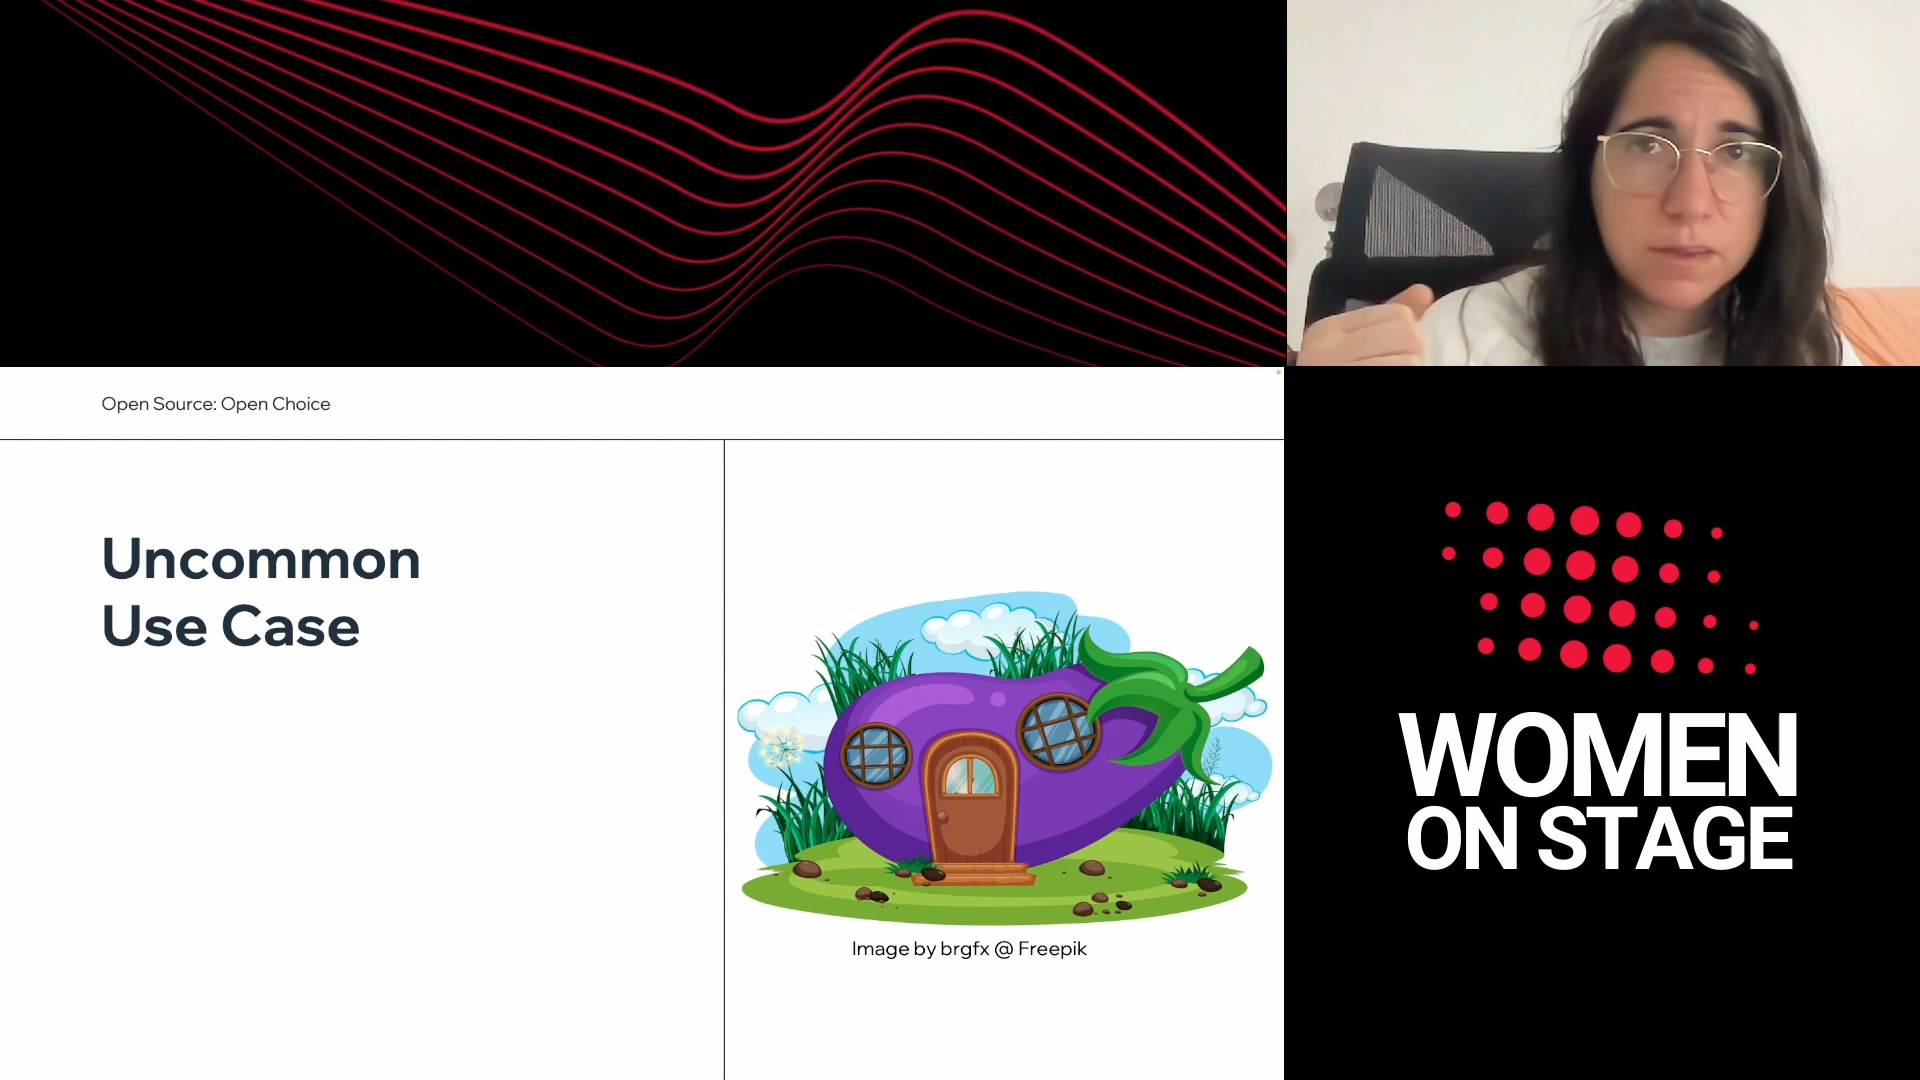 Open Source: Open Choice
Uncommon
Use Case
Image by brgfx @ Freepik
WOMEN
ON STAGE